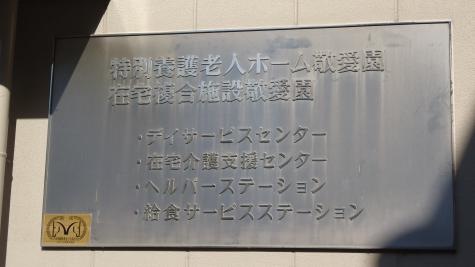 特別養護老人ホーム敬愛園
在宅複合施設敬愛園
・デイサービスセンター
・在宅介護支援センター
・ヘルパーステーション
・給食サービスステーション